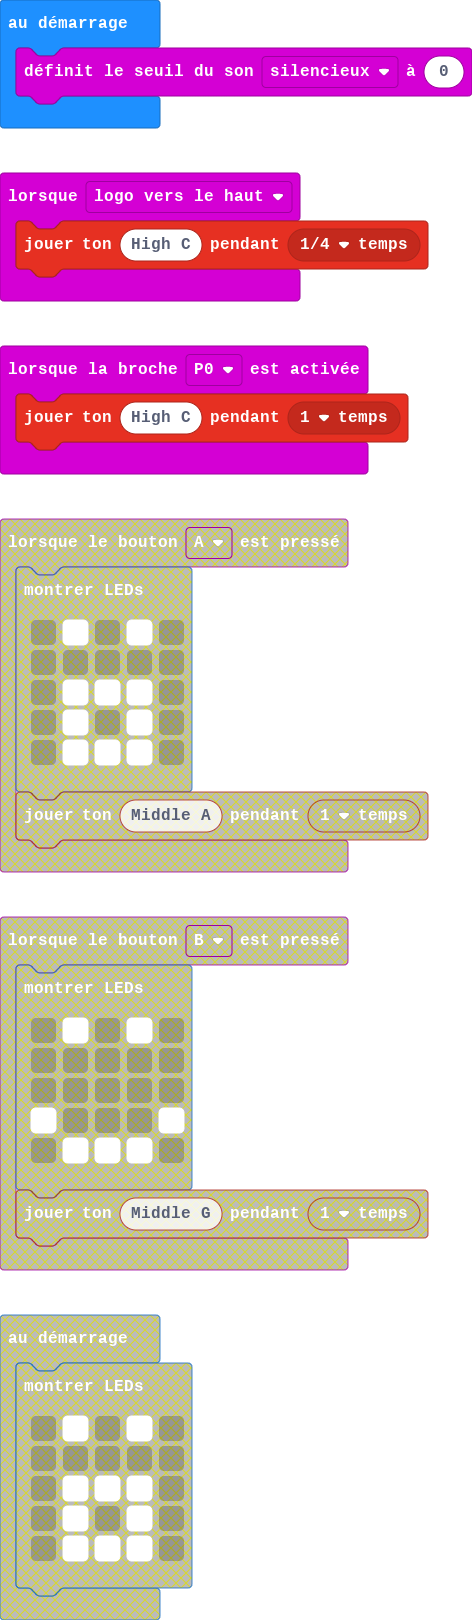 au démarrage
définit le seuil du son silencieux à 0
lorsque logo vers le haut
jouer ton High C pendant 1/4 temps
lorsque la broche P0 est activée
jouer ton High C pendant 1 temps
lorsque le bouton A est pressé
montrer LEDs
jouer ton Middle A pendant 1 temps
lorsque le bouton B est pressé
montrer LEDs
jouer ton Middle G pendant 1 temps
au démarrage
montrer LEDs